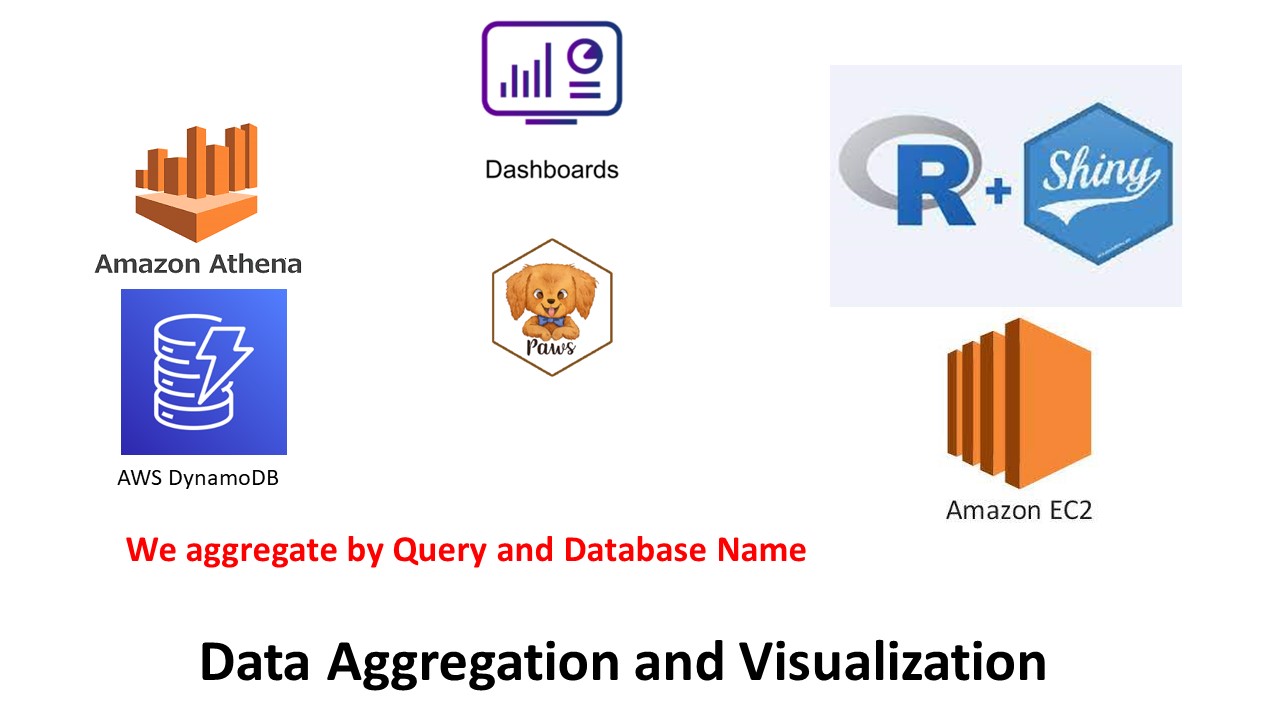 Dashboards
R + Shiny
Amazon Athena
Paws
AWS DynamoDB
Amazon EC2
We aggregate by Query and Database Name
Data Aggregation and Visualization